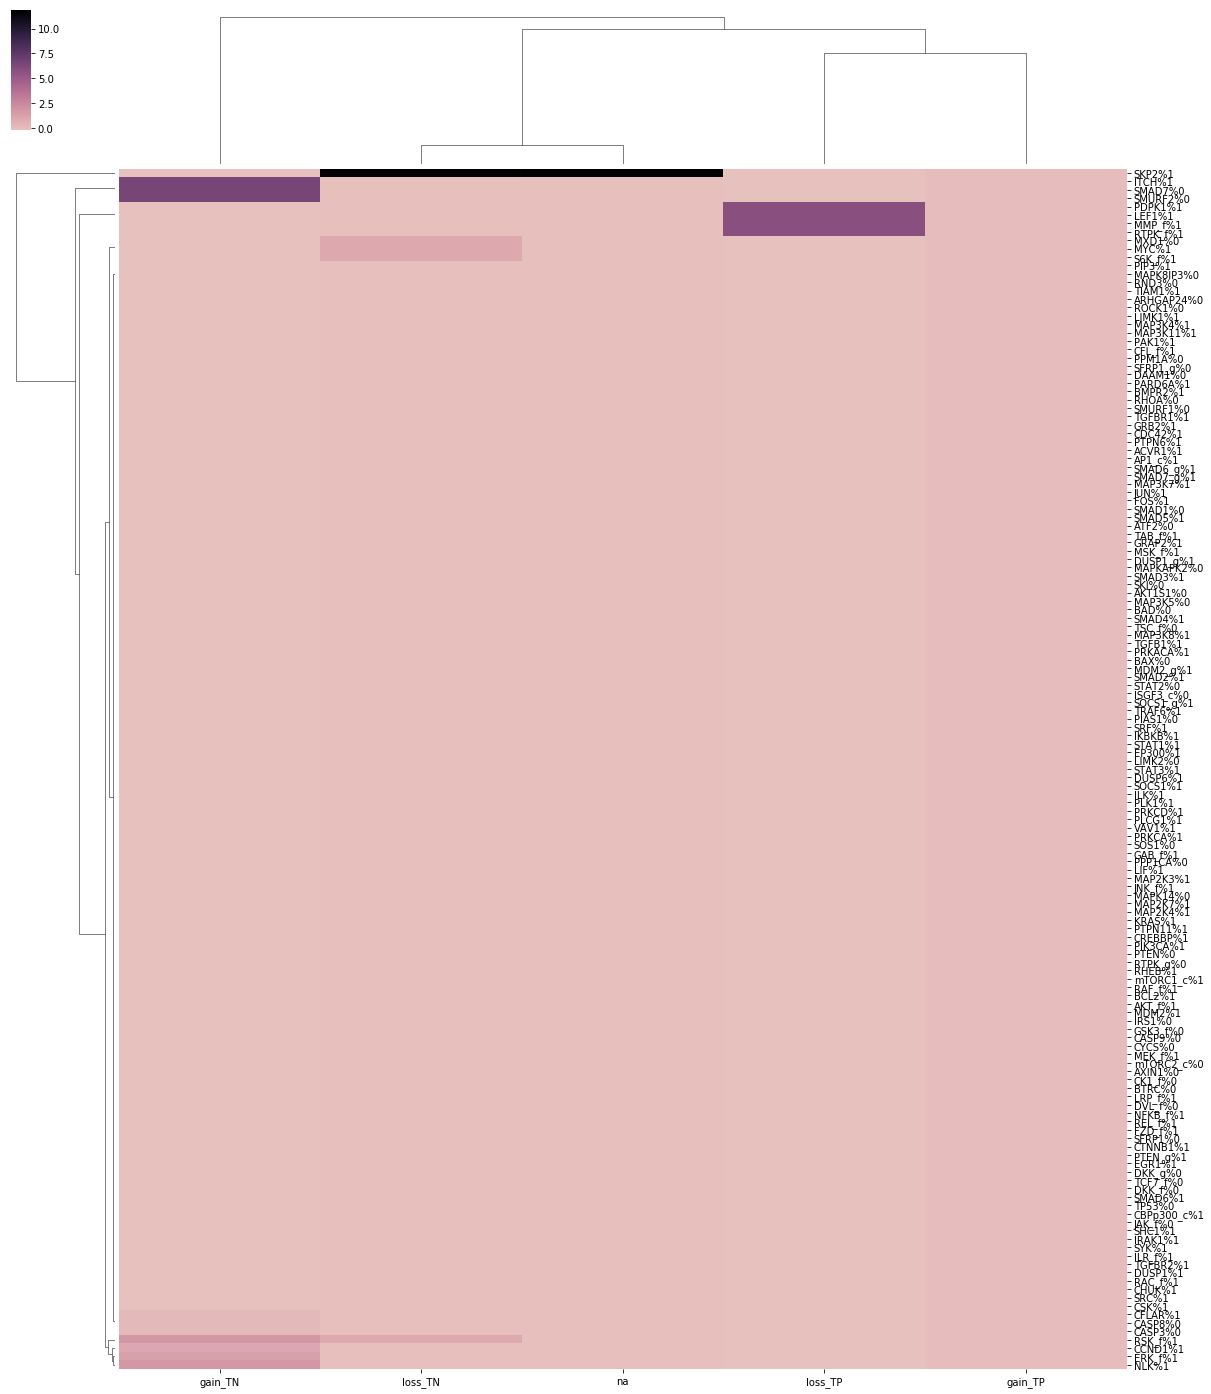 10.0
7.5
5.0
2.5
0.0
SKP2%1
ITCH%1
SMAD7%0
SMURF2%0
PDPK1%1
LEF1%1
MMP_f%1
RTPK_f%1
MXD1%0
MYC%1
S6K_f%1
PIP3%1
MAPK8IP3%0
RND3%0
TIAM1%1
ARHGAP24%0
ROCK1%0
LIMK1%1
MAP3K4%1
MAP3K11%1
PAK1%1
CFL_f%1
PPM1A%0
SFRP1_g%0
DAAM1%0
PARD6A%1
BMPR2%1
RHOA%0
SMURF1%0
TGFBR1%1
GRB2%1
CDC42%1
PTPN6%1
ACVR1%1
AP1_c%1
SMAD6_g%1
SMAD7_g%1
MAP3K7%1
JUN%1
FOS%1
SMAD1%0
SMAD5%1
ATF2%0
TAB_f%1
GRAP2%1
MSK_f%1
DUSP1_g%1
MAPKAPK2%0
SMAD3%1
SKI%0
AKT1S1%0
MAP3K5%0
BAD%0
SMAD4%1
TSC_f%0
MAP3K8%1
TGFB1%1
PRKACA%1
BAX%0
MDM2_g%1
SMAD2%1
STAT2%0
ISGF3_c%0
SOCS1_g%1
TRAF6%1
PIAS1%0
SRF%1
IKBKB%1
STAT1%1
EP300%1
LIMK2%0
STAT3%1
DUSP6%1
SOCS1%1
ILK%1
PLK1%1
PRKCD%1
PLCG1%1
VAV1%1
PRKCA%1
SOS1%0
GAB_f%1
PPP1CA%0
LIF%1
MAP2K3%1
JNK_f%1
MAPK14%0
MAP2K7%1
MAP2K4%1
KRAS%1
PTPN11%1
CREBBP%1
PIK3CA%1
PTEN%0
RTPK_g%0
RHEB%1
mTORC1_c%1
RAF_f%1
BCL2%1
AKT_f%1
MDM2%1
IRS1%0
GSK3_f%0
CASP9%0
CYCS%0
MEK_f%1
mTORC2_c%0
AXIN1%0
CK1_f%0
BTRC%0
LRP_f%1
DVL_f%0
NFKB_f%1
REL_f%1
FZD_f%1
SFRP1%0
CTNNB1%1
PTEN_g%1
EGR1%1
DKK_g%0
TCF7_f%0
DKK_f%0
SMAD6%1
TP53%0
CBPp300_c%1
JAK_f%0
SHC1%1
IRAK1%1
SYK%1
ILR_f%1
TGFBR2%1
DUSP1%1
RAC_f%1
CHUK%1
SRC%1
CSK%1
CFLAR%1
CASP8%0
CASP3%0
RSK_f%1
CCND1%1
ERK_f%1
NLK%1
gain_TN
loss_TN
na
loss_TP
gain_TP